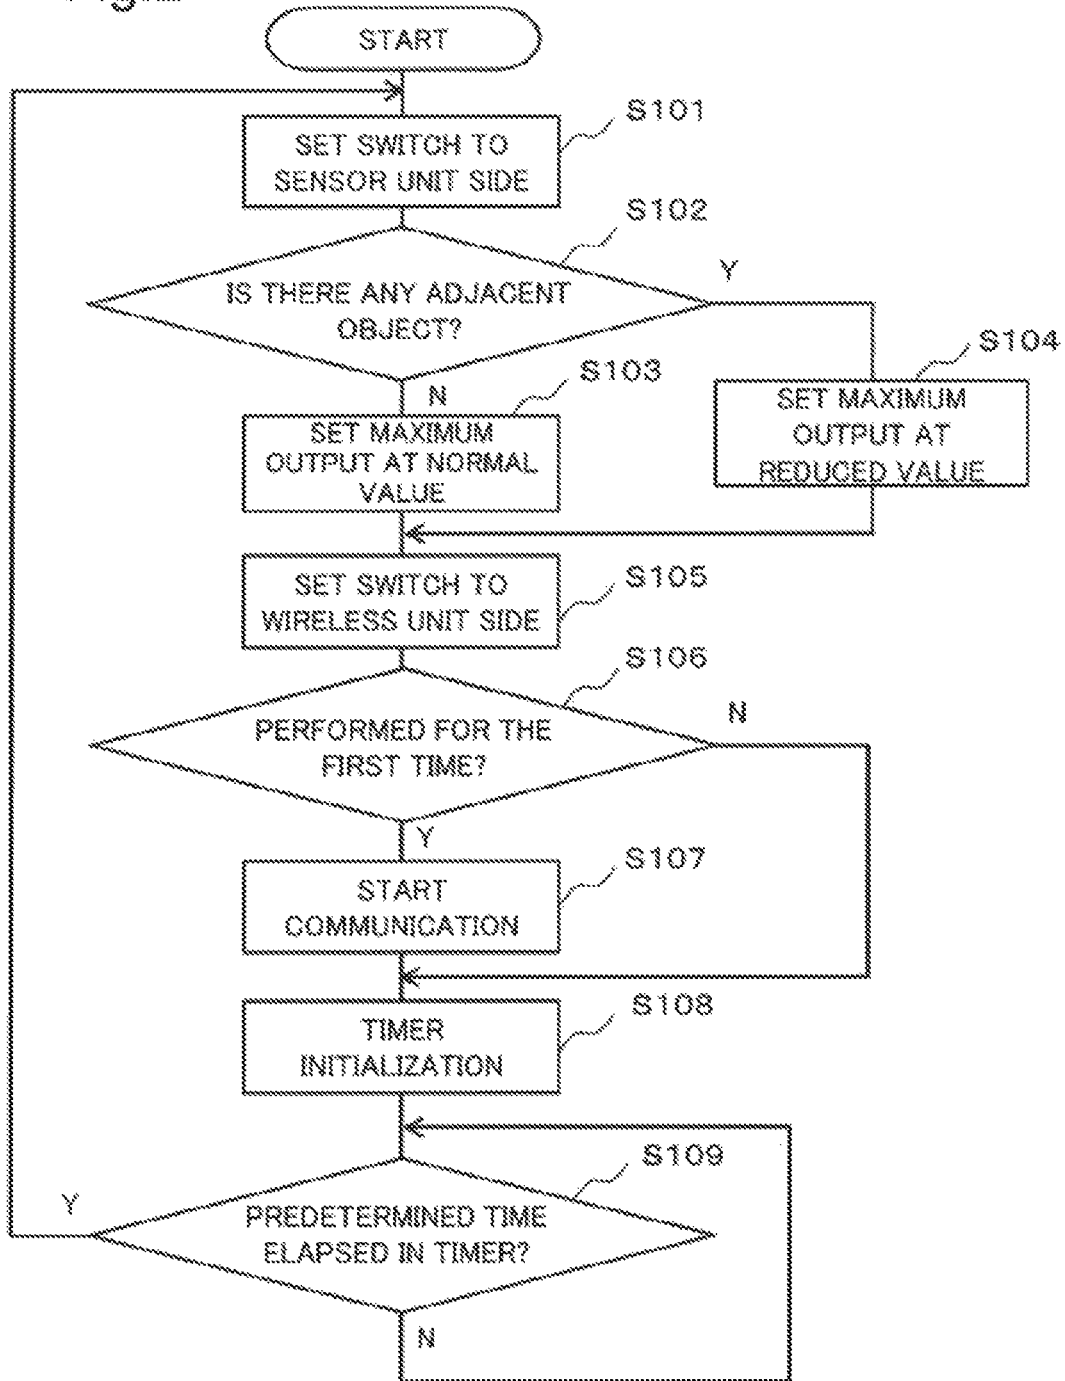 START
S101
SET SWITCH TO
SENSOR UNIT SIDE
S102
IS THERE ANY ADJACENT
OBJECT?
Y
N
S103
SET MAXIMUM
OUTPUT AT NORMAL
VALUE
S104
SET MAXIMUM
OUTPUT AT
REDUCED VALUE
S105
SET SWITCH TO
WIRELESS UNIT SIDE
S106
PERFORMED FOR THE
FIRST TIME?
N
Y
S107
START
COMMUNICATION
S108
TIMER
INITIALIZATION
S109
PREDETERMINED TIME
ELAPSED IN TIMER?
Y
N